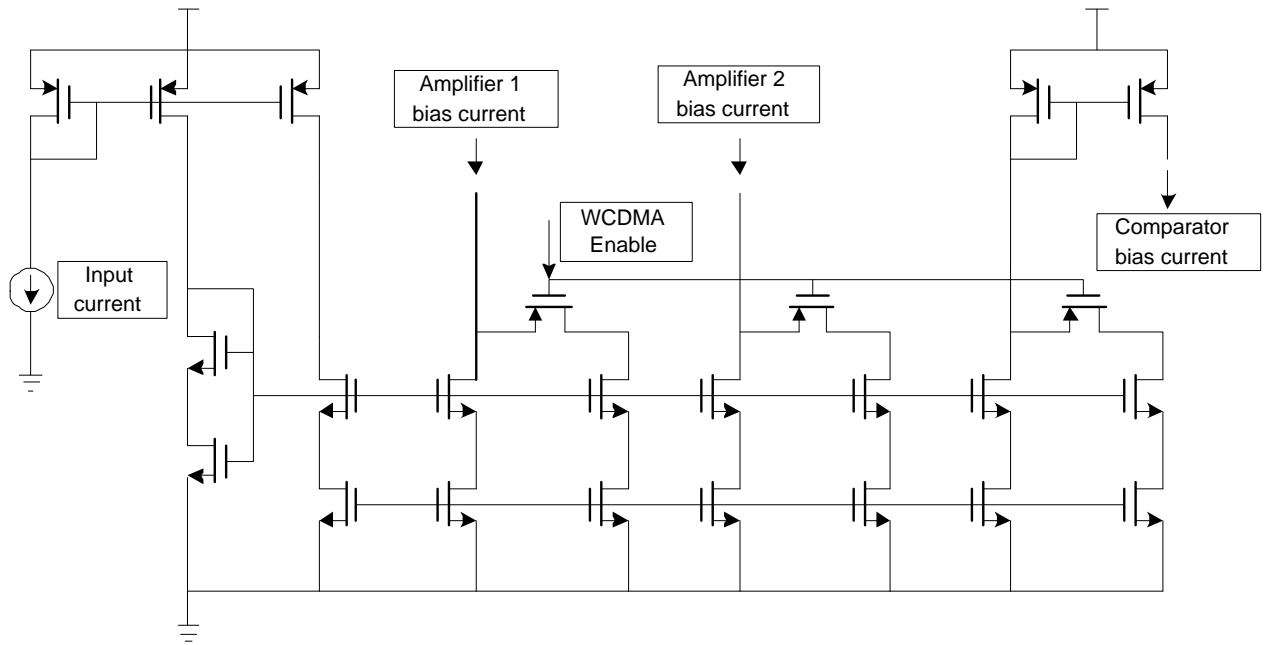 Amplifier 1
bias current
Amplifier 2
bias current
WCDMA
Enable
Comparator
bias current
Input
current